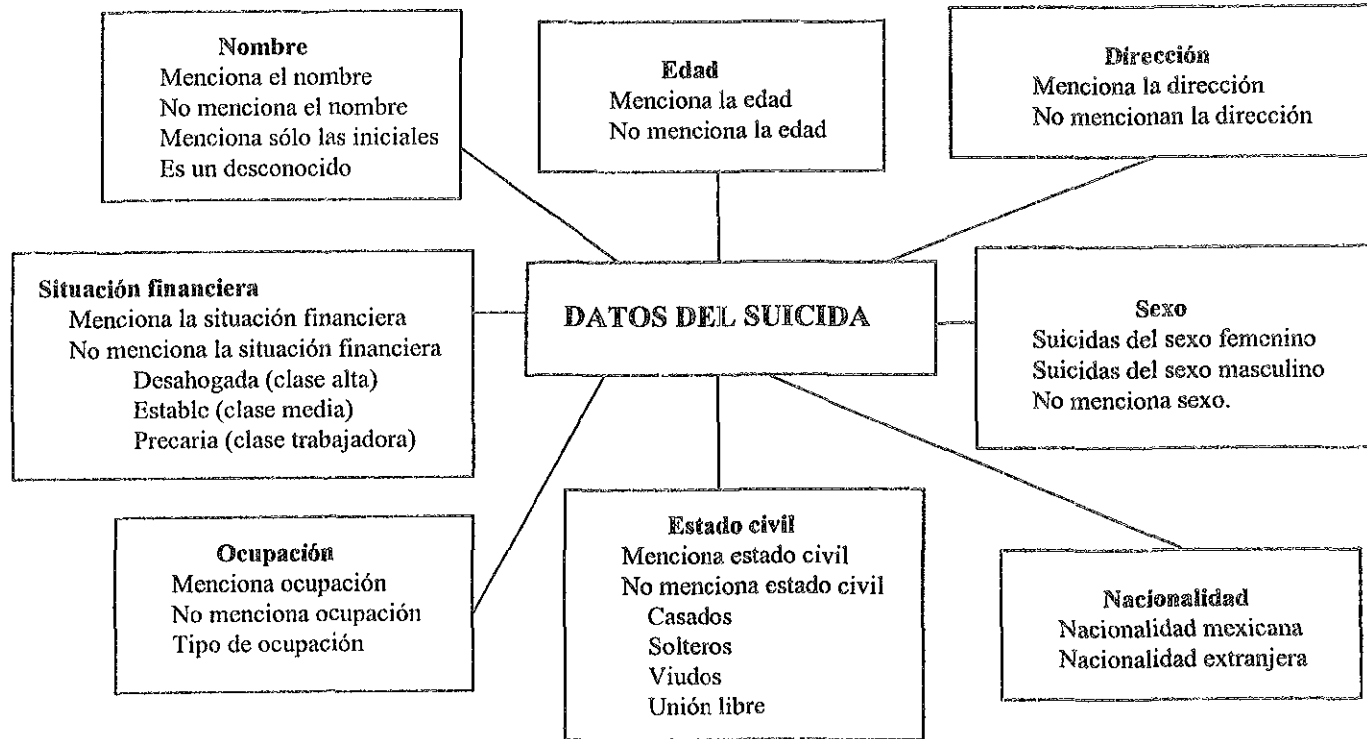 Nombre
Menciona el nombre
No menciona el nombre
Menciona sólo las iniciales
Es un desconocido
Edad
Menciona la edad
No menciona la edad
Dirección
Menciona la dirección
No mencionan la dirección
Situación financiera
Menciona la situación financiera
No menciona la situación financiera
Desahogada (clase alta)
Estable (clase media)
Precaria (clase trabajadora)
DATOS DEL SUICIDA
Sexo
Suicidas del sexo femenino
Suicidas del sexo masculino
No menciona sexo.
Ocupación
Menciona ocupación
No menciona ocupación
Tipo de ocupación
Estado civil
Menciona estado civil
No menciona estado civil
Casados
Solteros
Viudos
Unión libre
Nacionalidad
Nacionalidad mexicana
Nacionalidad extranjera